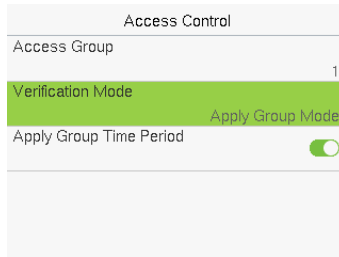 Access Control
Access Group
1
Verification Mode
Apply Group Mode
Apply Group Time Period